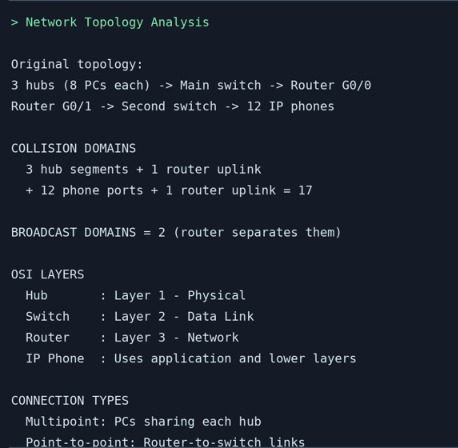 > Network Topology Analysis
Original topology:
3 hubs (8 PCs each) -> Main switch -> Router G0/0
Router G0/1 -> Second switch -> 12 IP phones
COLLISION DOMAINS
3 hub segments + 1 router uplink
+ 12 phone ports + 1 router uplink = 17
BROADCAST DOMAINS = 2 (router separates them)
OSI LAYERS
Hub : Layer 1 - Physical
Switch : Layer 2 - Data Link
Router : Layer 3 - Network
IP Phone : Uses application and lower layers
CONNECTION TYPES
Multipoint: PCs sharing each hub
Point-to-point: Router-to-switch links